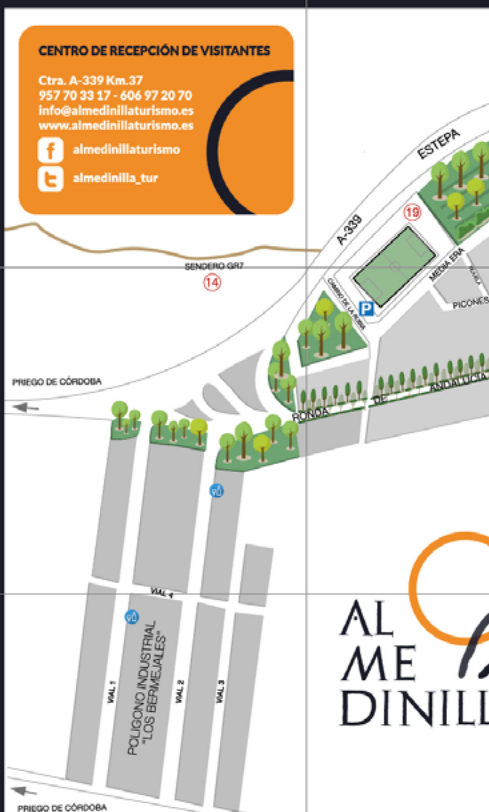 CENTRO DE RECEPCIÓN DE VISITANTES
Ctra. A-339 Km.37
957 70 33 17 - 606 97 20 70
info@almedinillaturismo.es
www.almedinillaturismo.es
f almedinillaturismo
t almedinilla_tur
ESTEPA
A-339
19
SENDERO GR7
14
MEDIA ERA
CAMINO DE LA
P
PICONES
PRIEGO DE CÓRDOBA
RONDA DE ANDALUCÍA
VIAL 4
POLIGONO INDUSTRIAL
"LOS BERMEJALES"
VIAL 1
VIAL 2
VIAL 3
AL
ME
DINILL
PRIEGO DE CÓRDOBA